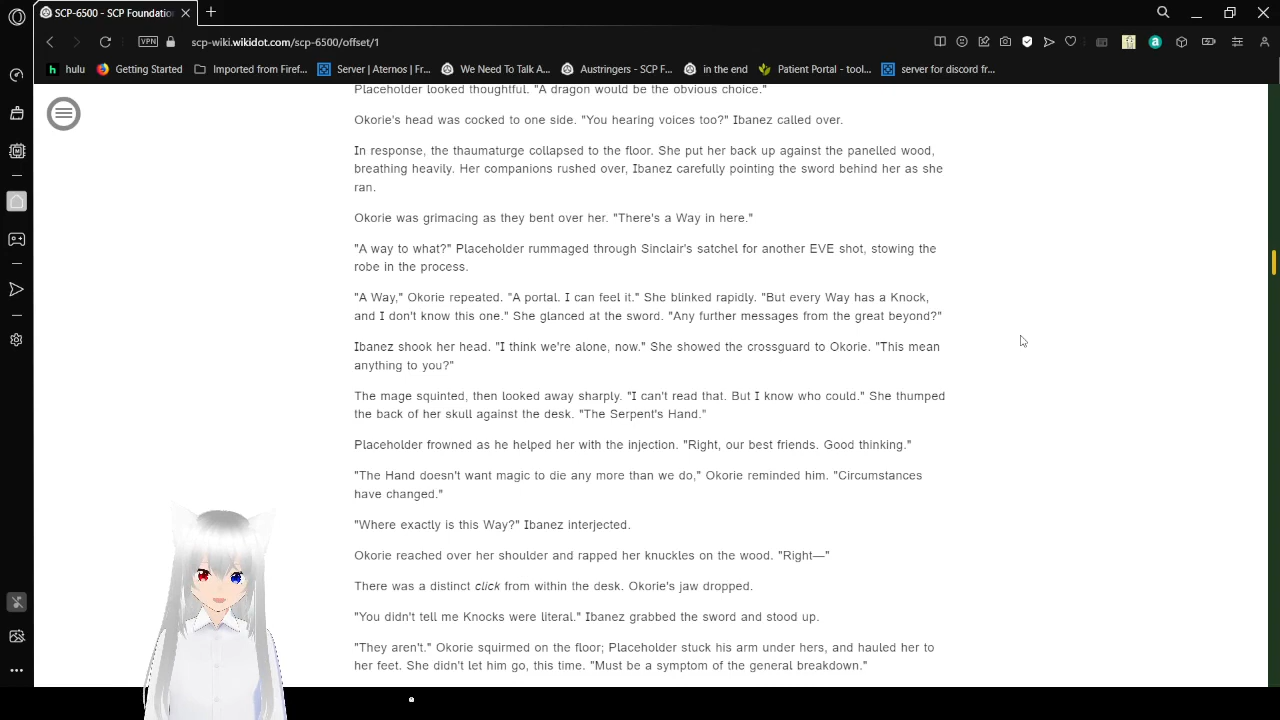 SCP-6500 - SCP Foundatio
VPN
scp-wiki.wikidot.com/scp-6500/offset/1
hulu
Getting Started
Imported from Firef...
Server | Aternos | Fr...
We Need To Talk A...
Austringers - SCP F...
in the end
Patient Portal - tool...
server for discord fr...
Placeholder looked thoughtful. "A dragon would be the obvious choice."
Okorie's head was cocked to one side. "You hearing voices too?" Ibanez called over.
In response, the thaumaturge collapsed to the floor. She put her back up against the panelled wood,
breathing heavily. Her companions rushed over, Ibanez carefully pointing the sword behind her as she
ran.
Okorie was grimacing as they bent over her. "There's a Way in here."
"A way to what?" Placeholder rummaged through Sinclair's satchel for another EVE shot, stowing the
robe in the process.
"A Way," Okorie repeated. "A portal. I can feel it." She blinked rapidly. "But every Way has a Knock,
and I don't know this one." She glanced at the sword. "Any further messages from the great beyond?"
Ibanez shook her head. "I think we're alone, now." She showed the crossguard to Okorie. "This mean
anything to you?"
The mage squinted, then looked away sharply. "I can't read that. But I know who could." She thumped
the back of her skull against the desk. "The Serpent's Hand."
Placeholder frowned as he helped her with the injection. "Right, our best friends. Good thinking."
"The Hand doesn't want magic to die any more than we do," Okorie reminded him. "Circumstances
have changed."
"Where exactly is this Way?" Ibanez interjected.
Okorie reached over her shoulder and rapped her knuckles on the wood. "Right—"
There was a distinct click from within the desk. Okorie's jaw dropped.
"You didn't tell me Knocks were literal." Ibanez grabbed the sword and stood up.
"They aren't." Okorie squirmed on the floor; Placeholder stuck his arm under hers, and hauled her to
her feet. She didn't let him go, this time. "Must be a symptom of the general breakdown."